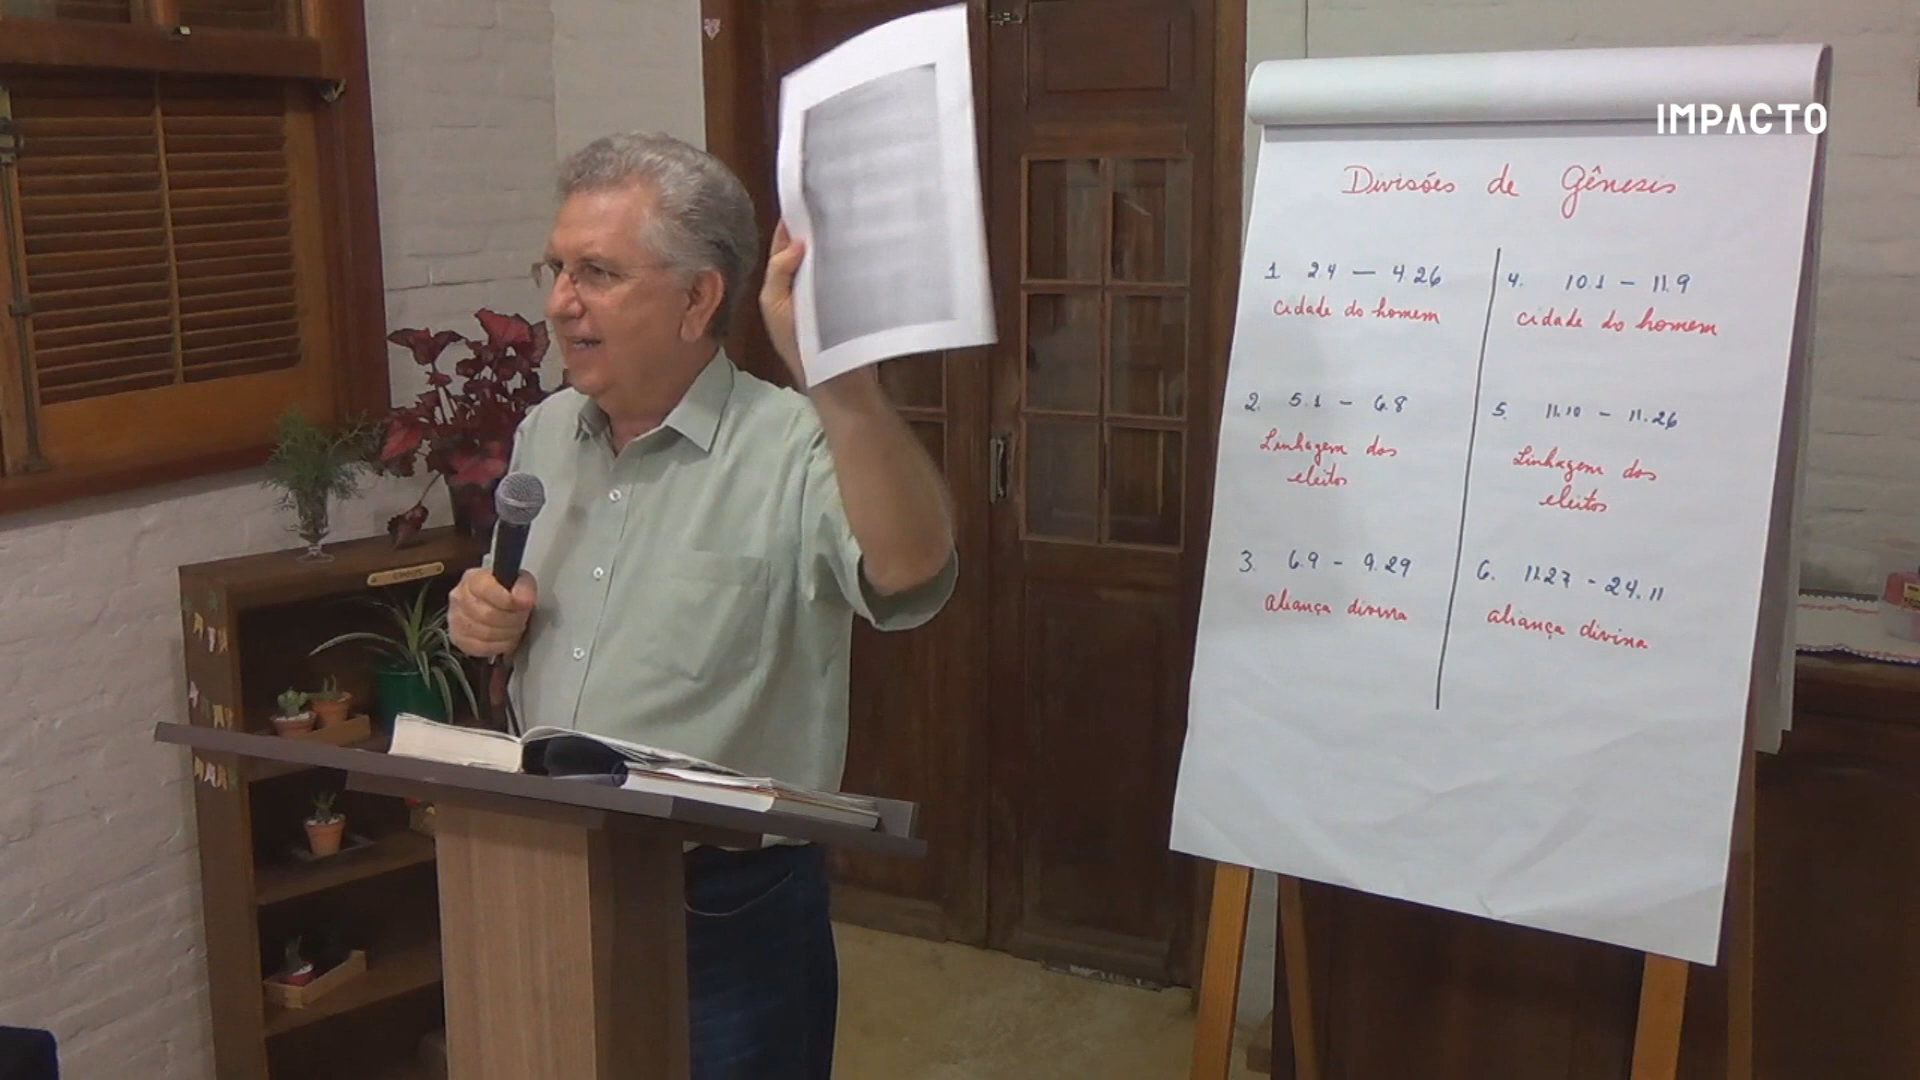 IMPACTO
Divisões de Gênesis
1 2.4 — 4.26
cidade do homem
2. 5.1 - 6.8
Linhagem dos
eleitos
3. 6.9 - 9.29
aliança divina
4. 10.1 - 11.9
cidade do homem
5. 11.10 - 11.26
Linhagem dos
eleitos
6. 11.27 - 24.11
aliança divina